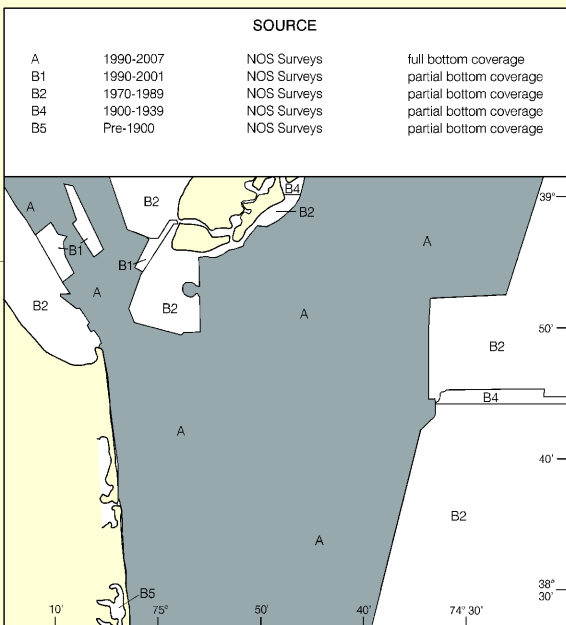 SOURCE
A 1990-2007 NOS Surveys full bottom coverage
B1 1990-2001 NOS Surveys partial bottom coverage
B2 1970-1989 NOS Surveys partial bottom coverage
B4 1900-1939 NOS Surveys partial bottom coverage
B5 Pre-1900 NOS Surveys partial bottom coverage
B4
39°
B2
A
B2
A
B1
B1
A
B2
B2
A
50'
B2
B4
A
40'
B2
A
38°
30'
B5
10' 75° 50' 40' 74° 30'